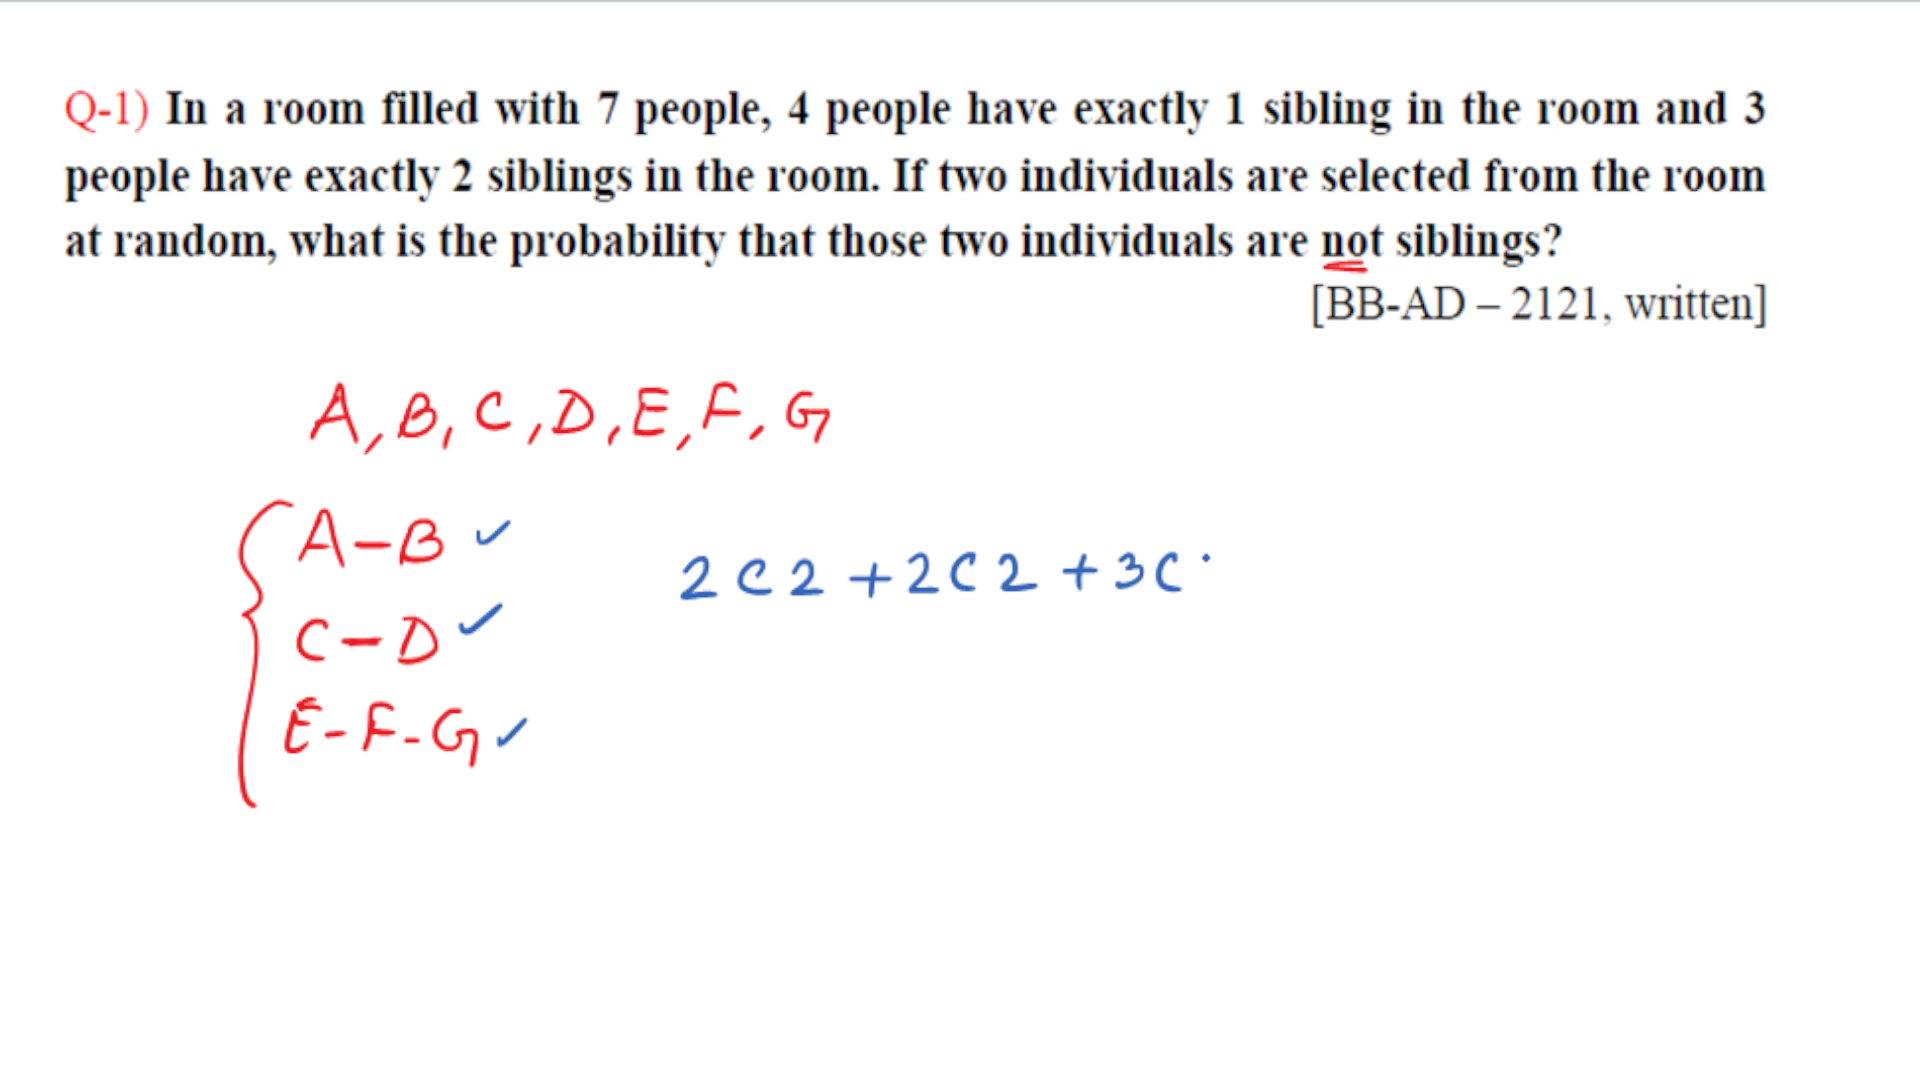 Q-1) In a room filled with 7 people, 4 people have exactly 1 sibling in the room and 3
people have exactly 2 siblings in the room. If two individuals are selected from the room
at random, what is the probability that those two individuals are not siblings?
[BB-AD – 2121, written]
A, B, C, D, E, F, G
A-B ✓
2C2 + 2C2 + 3C
C-D ✓
E-F-G ✓